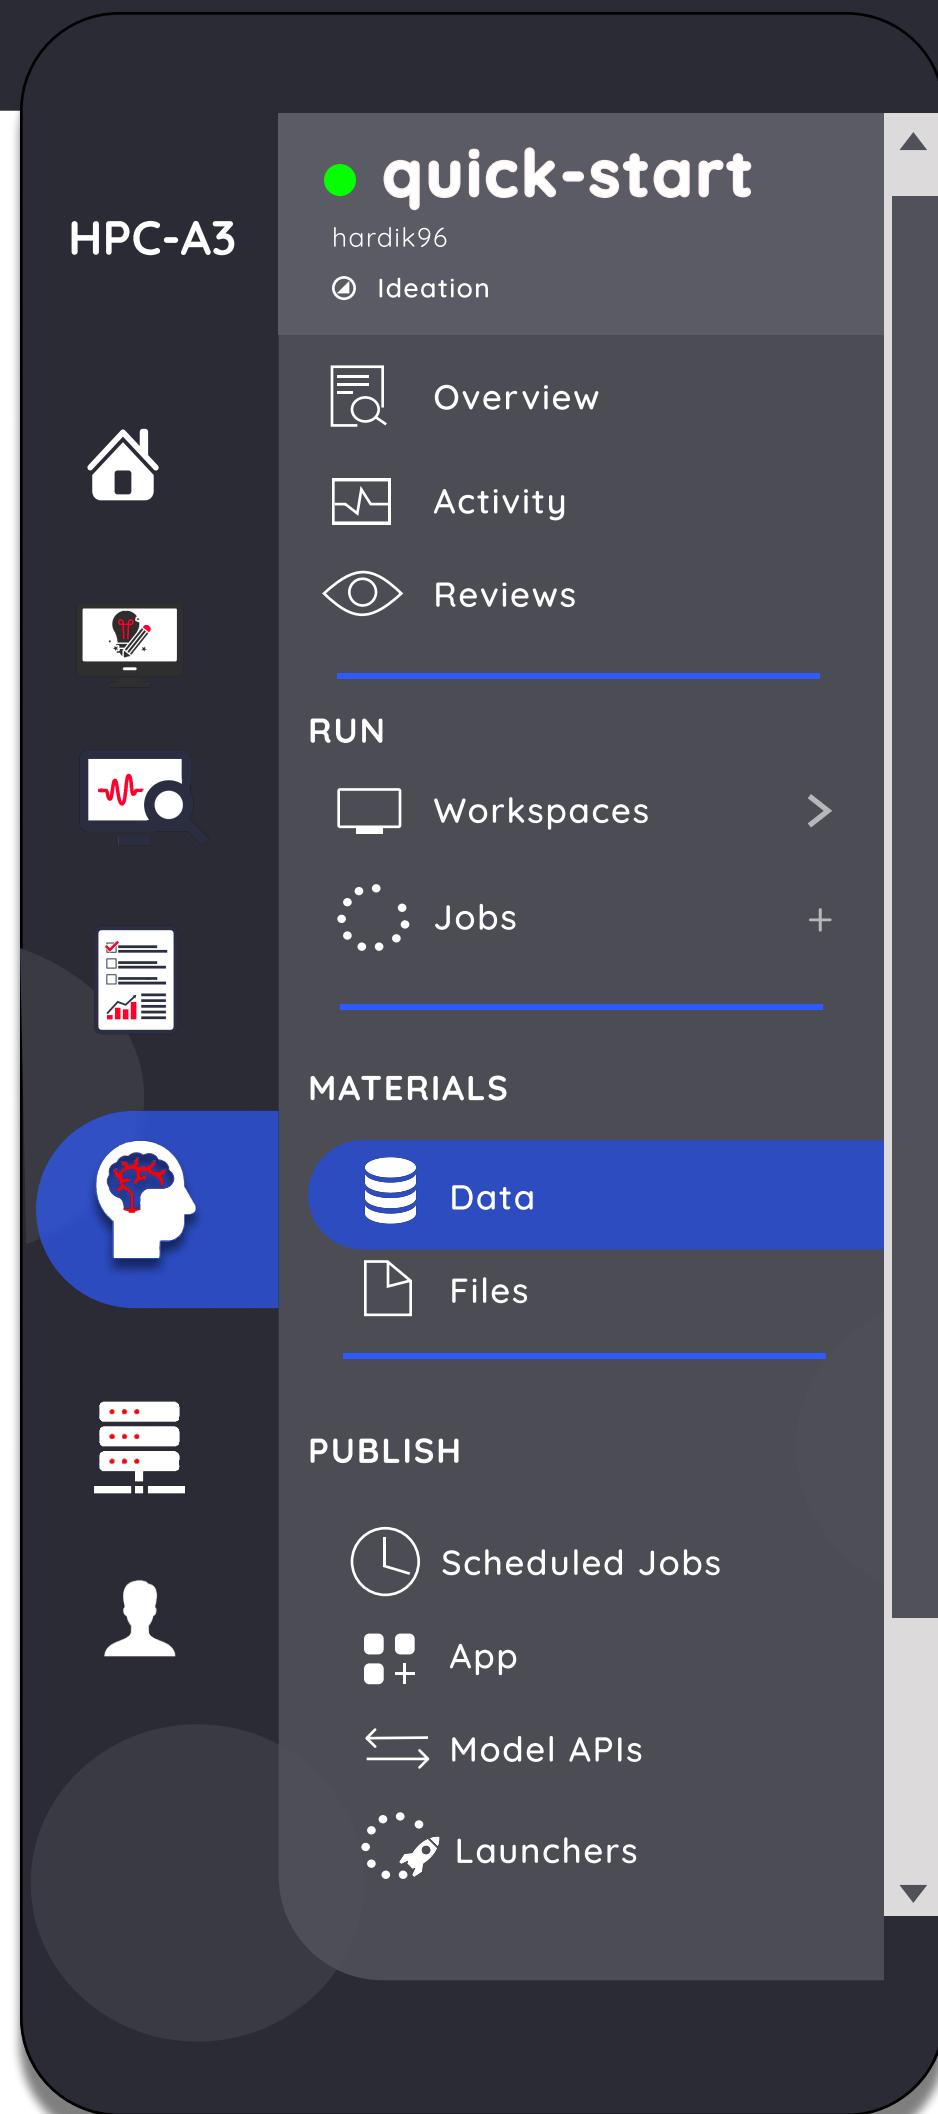 HPC-A3
quick-start
hardik96
Ideation
Overview
Activity
Reviews
RUN
Workspaces
Jobs
MATERIALS
Data
Files
PUBLISH
Scheduled Jobs
App
Model APIs
Launchers